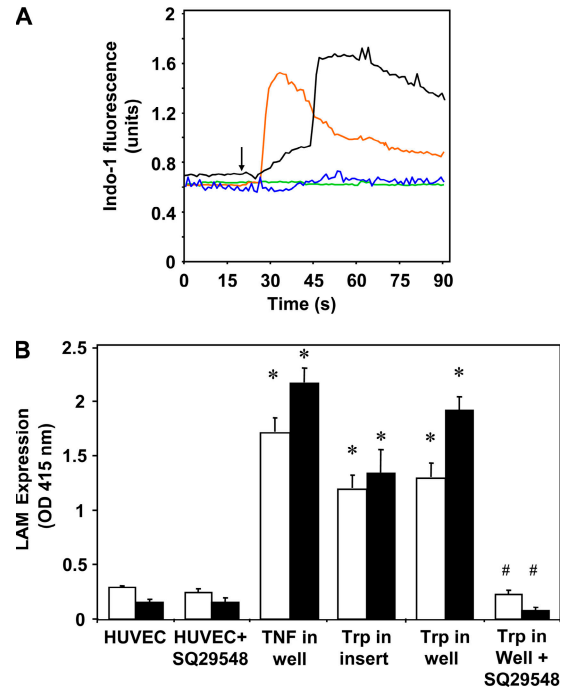 A
Indo-1 fluorescence
(units)
2
1.6
1.2
0.8
0.4
0
0 15 30 45 60 75 90
Time (s)
B
LAM Expression
(OD 415 nm)
2.5
2
1.5
1
0.5
0
* * * * * * # #
HUVEC
HUVEC+
SQ29548
TNF in
well
Trp in
insert
Trp in
well
Trp in
Well +
SQ29548